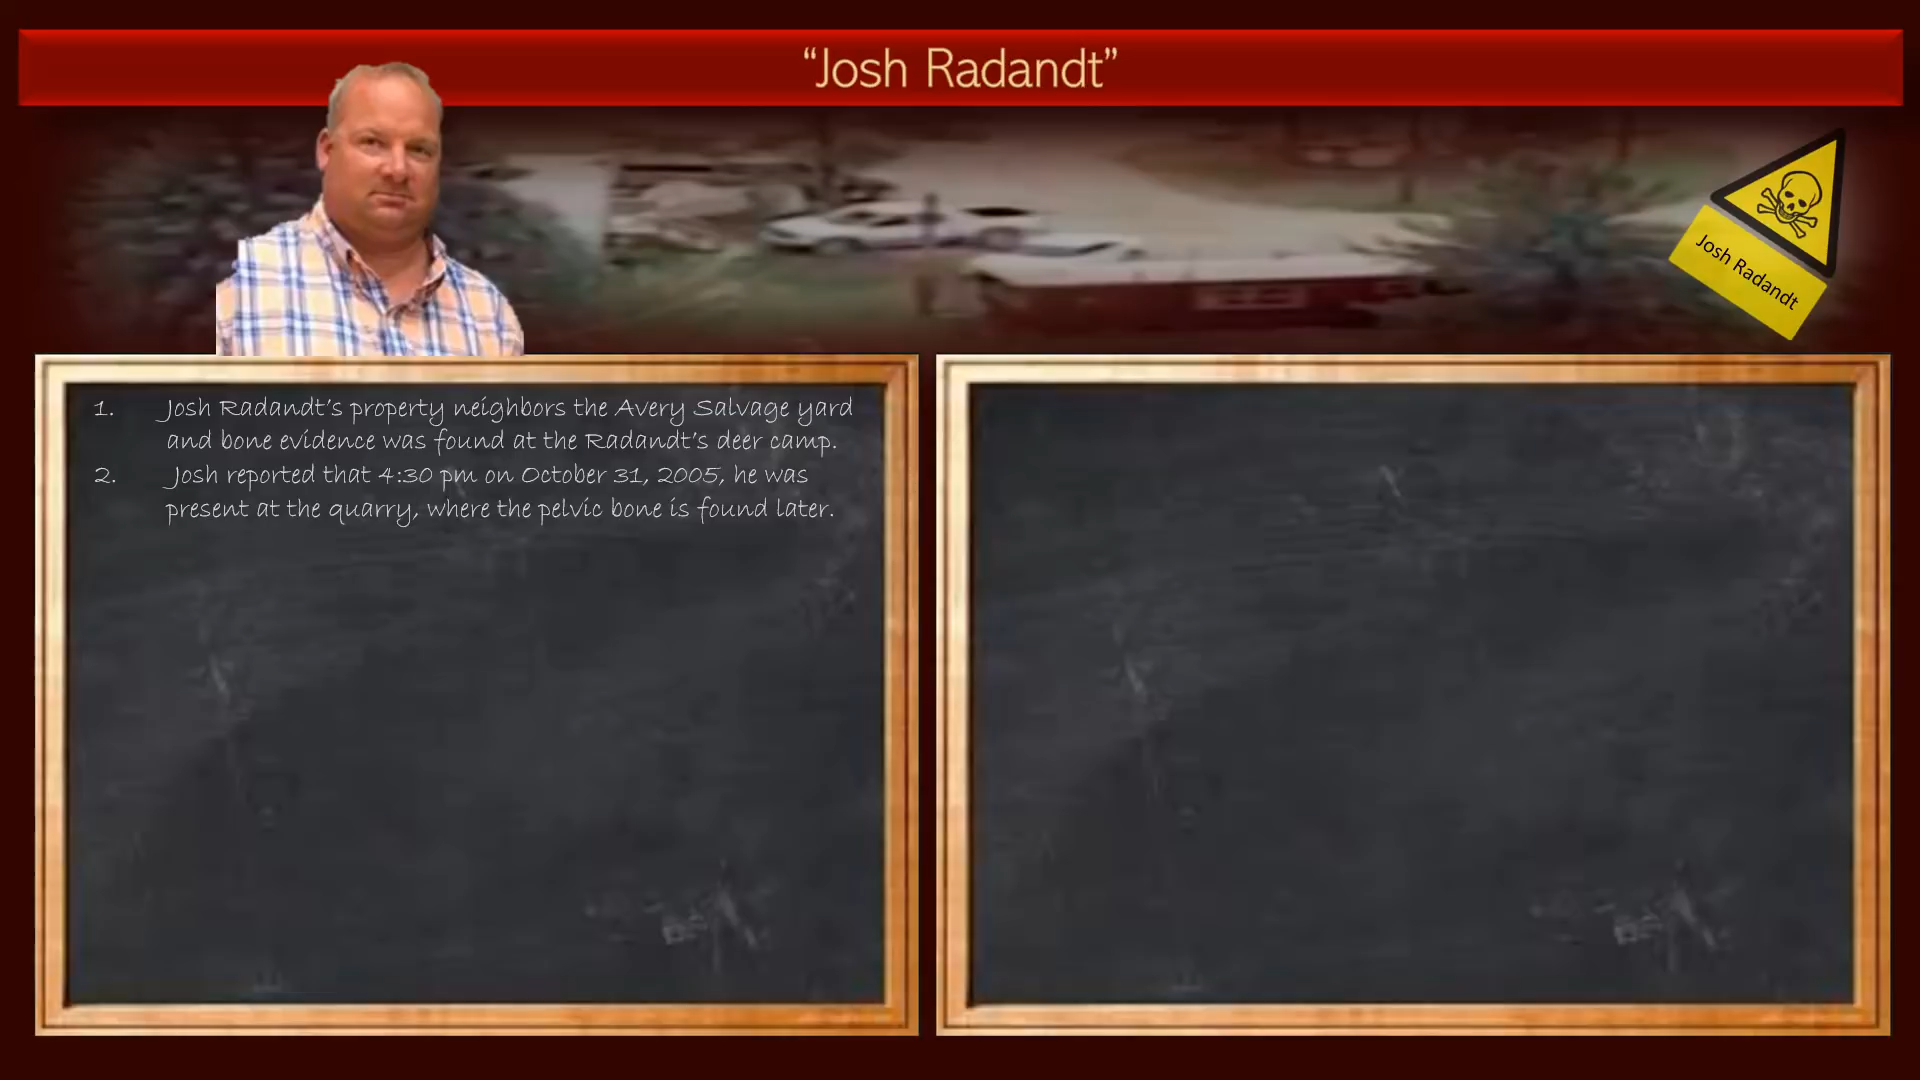 “Josh Radandt”
Josh Radandt
1. Josh Radandt’s property neighbors the Avery Salvage yard
and bone evidence was found at the Radandt’s deer camp.
2. Josh reported that 4:30 pm on October 31, 2005, he was
present at the quarry, where the pelvic bone is found later.